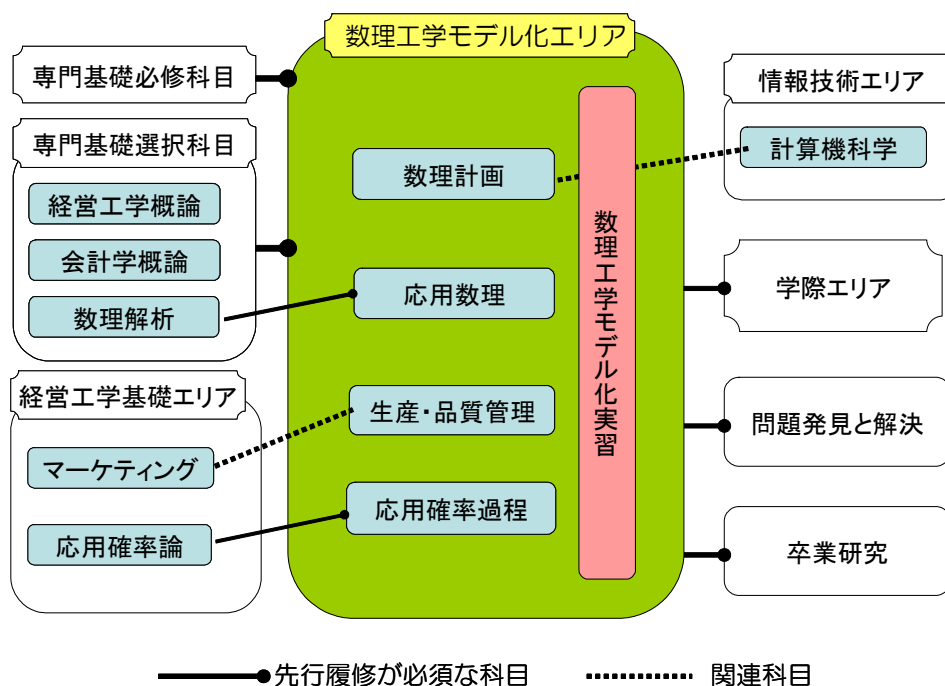 数理工学モデル化エリア
専門基礎必修科目
専門基礎選択科目
経営工学概論
会計学概論
数理解析
経営工学基礎エリア
マーケティング
応用確率論
数理計画
応用数理
生産・品質管理
応用確率過程
数理工学モデル化実習
情報技術エリア
計算機科学
学際エリア
問題発見と解決
卒業研究
先行履修が必須な科目
関連科目